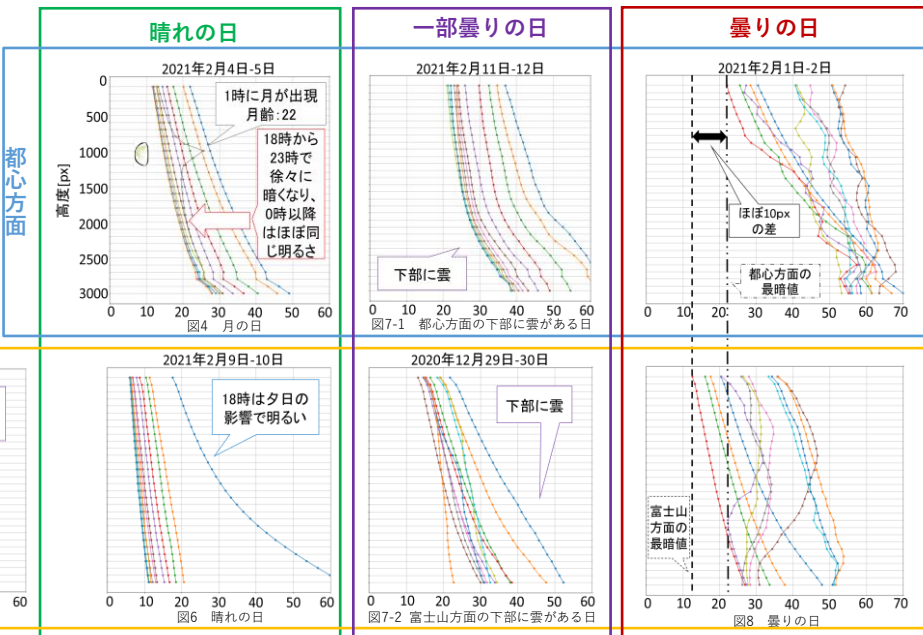 晴れの日
一部曇りの日
曇りの日
都心方面
2021年2月4日-5日
2021年2月11日-12日
2021年2月1日-2日
高度[px]
0
500
1000
1500
2000
2500
3000
1時に月が出現
月齢:22
18時から
23時で
徐々に
暗くなり、
0時以降
はほぼ同
じ明るさ
下部に雲
ほぼ10px
の差
都心方面の
最暗値
0 10 20 30 40 50 60
0 10 20 30 40 50 60
0 10 20 30 40 50 60 70
図4 月の日
図7-1 都心方面の下部に雲がある日
2021年2月9日-10日
2020年12月29日-30日
18時は夕日の
影響で明るい
下部に雲
富士山
方面の
最暗値
60
0 10 20 30 40 50 60
0 10 20 30 40 50 60
0 10 20 30 40 50 60 70
図6 晴れの日
図7-2 富士山方面の下部に雲がある日
図8 曇りの日